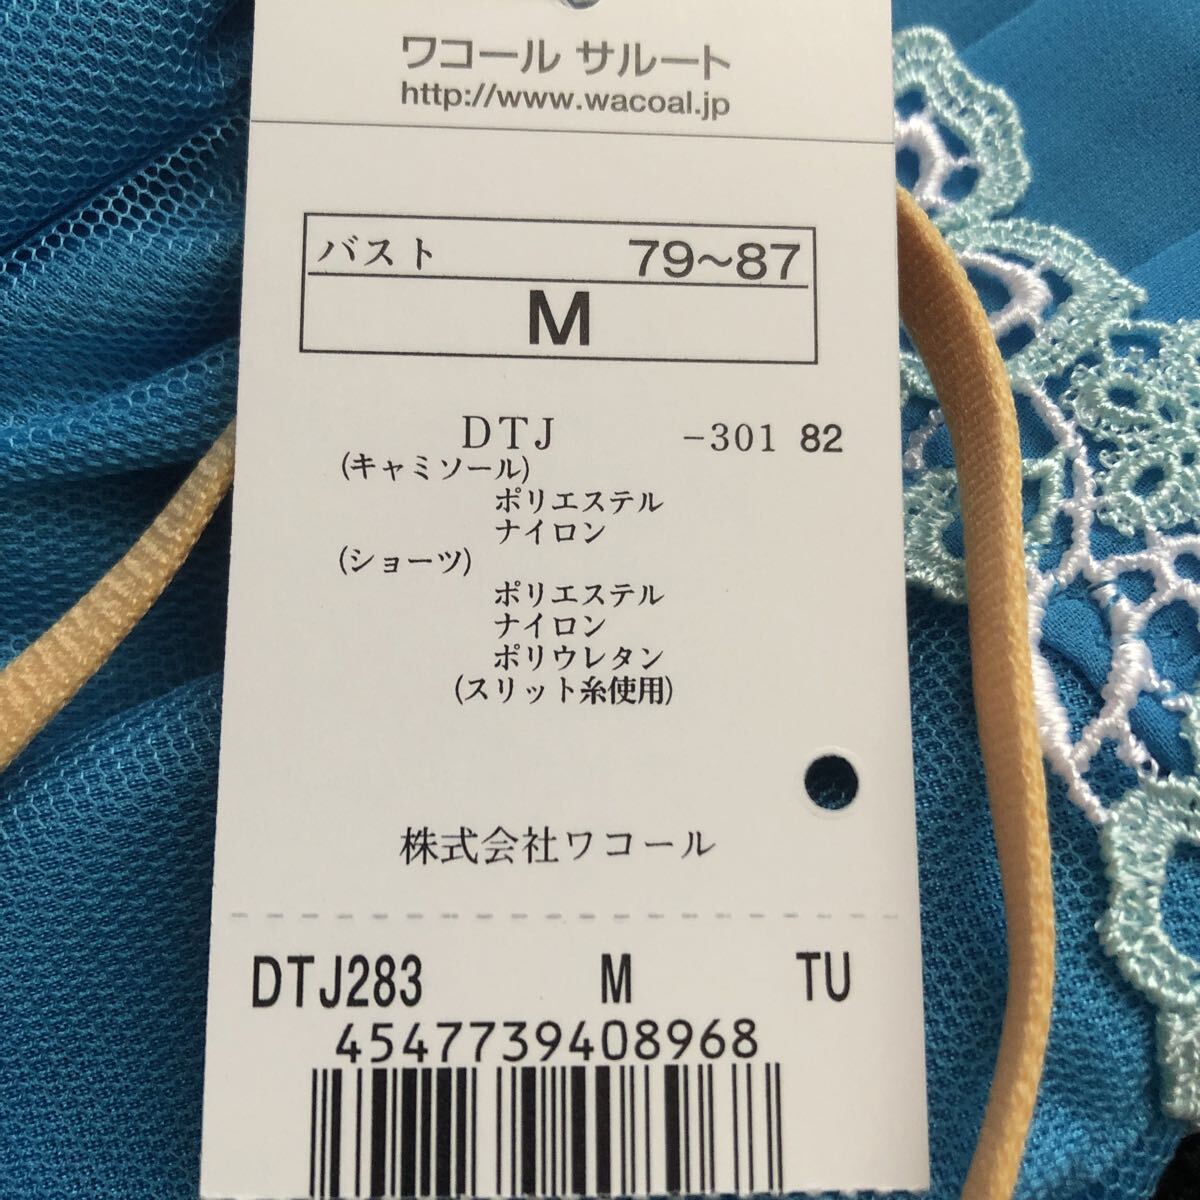 ワコール サルート
http://www.wacoal.jp
バスト 79~87
M
DTJ -301 82
(キャミソール)
ポリエステル
ナイロン
(ショーツ)
ポリエステル
ナイロン
ポリウレタン
(スリット糸使用)
株式会社ワコール
DTJ283 M TU
4547739408968